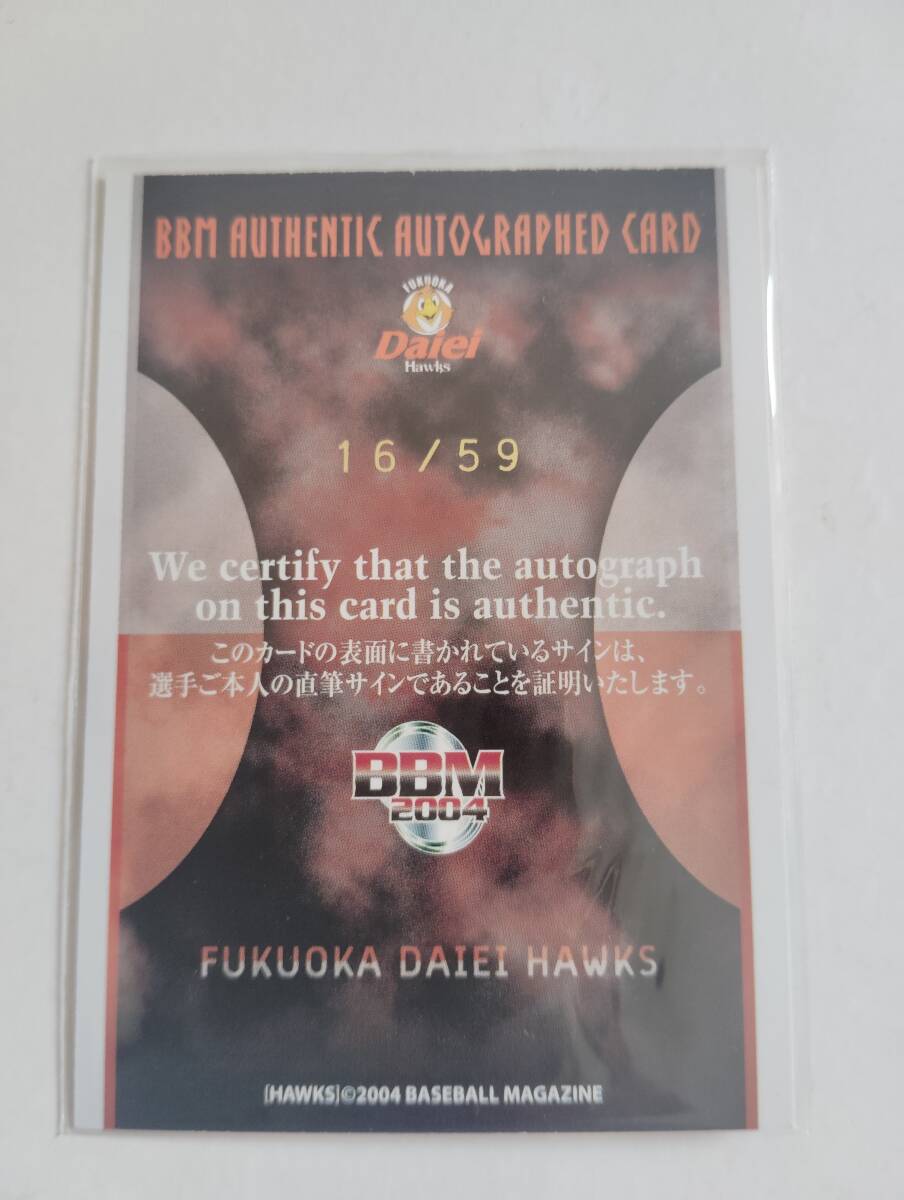 BBM AUTHENTIC AUTOGRAPHED CARD
FUKUOKA
Daiei
Hawks
16/59
We certify that the autograph
on this card is authentic.
このカードの表面に書かれているサインは、
選手ご本人の直筆サインであることを証明いたします。
BBM
2004
FUKUOKA DAIEI HAWKS
[HAWKS]©2004 BASEBALL MAGAZINE